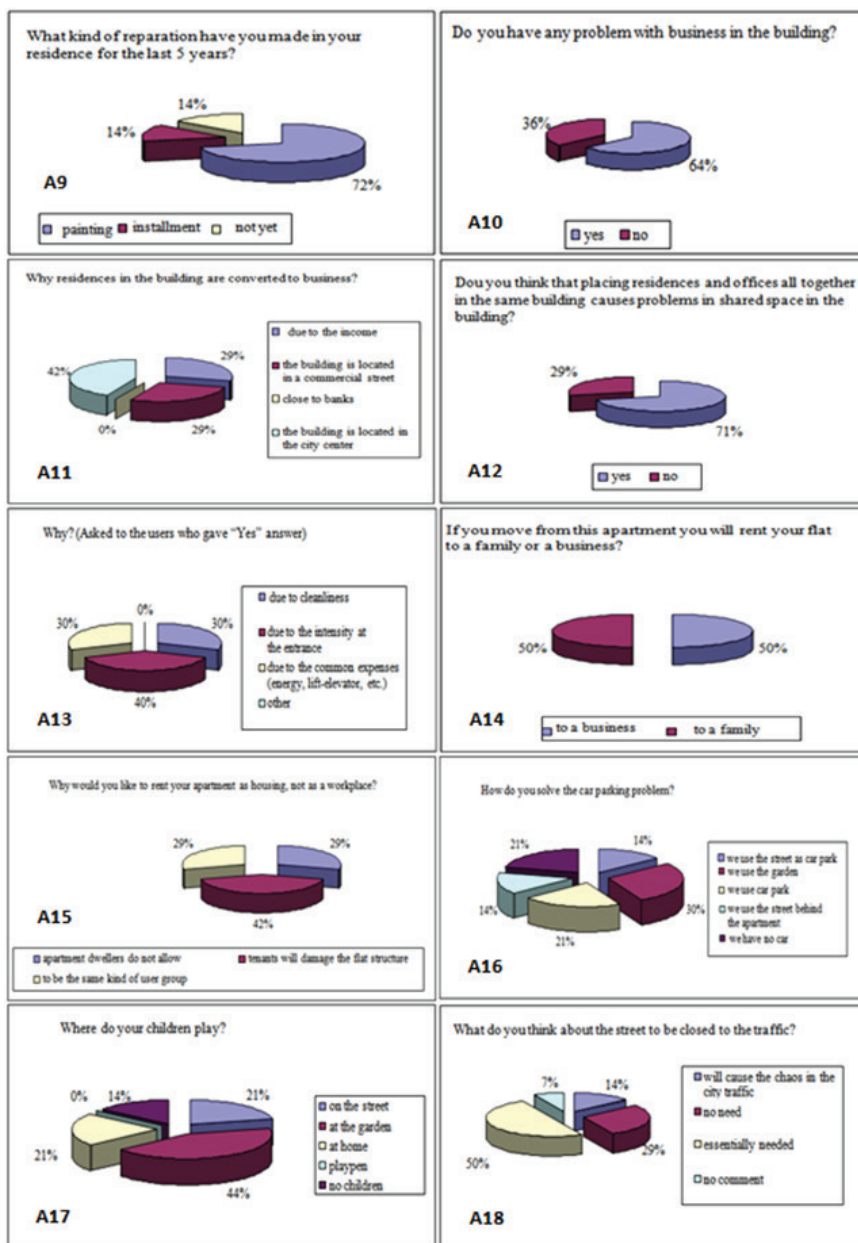 What kind of reparation have you made in your
residence for the last 5 years?
14%
14%
72%
A9
painting installment not yet
Do you have any problem with business in the building?
36%
64%
A10
yes no
Why residences in the building are converted to business?
42%
29%
0%
29%
A11
due to the income
the building is located
in a commercial street
close to banks
the building is located in
the city center
Dou you think that placing residences and offices all together
in the same building causes problems in shared space in the
building?
29%
71%
A12
yes no
Why? (Asked to the users who gave “Yes” answer)
0%
30%
30%
40%
A13
due to cleanliness
due to the intensity at
the entrance
due to the common expenses
(energy, lift-elevator, etc.)
other
If you move from this apartment you will rent your flat
to a family or a business?
50%
50%
A14
to a business to a family
Why would you like to rent your apartment as housing, not as a workplace?
29%
29%
42%
A15
apartment dwellers do not allow tenants will damage the flat structure
to be the same kind of user group
How do you solve the car parking problem?
21%
14%
14%
30%
21%
A16
we use the street as car park
we use the garden
we use car park
we use the street behind
the apartment
we have no car
Where do your children play?
0%
14%
21%
21%
44%
A17
on the street
at the garden
at home
playpen
no children
What do you think about the street to be closed to the traffic?
7%
14%
50%
29%
A18
will cause the chaos in the
city traffic
no need
essentially needed
no comment